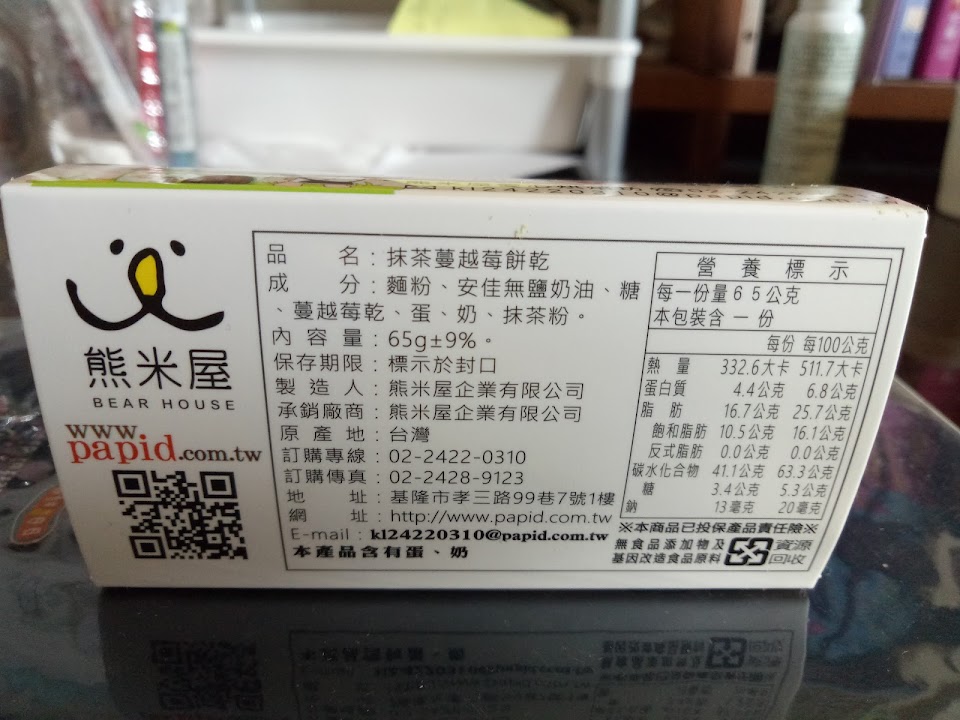 熊米屋
BEAR HOUSE
www.
papid.com.tw
品 名：抹茶蔓越莓餅乾
成 分：麵粉、安佳無鹽奶油、糖
、蔓越莓乾、蛋、奶、抹茶粉。
內 容 量：65g±9%。
保存期限：標示於封口
製 造 人：熊米屋企業有限公司
承銷廠商：熊米屋企業有限公司
原 產 地：台灣
訂購專線：02-2422-0310
訂購傳真：02-2428-9123
地 址：基隆市孝三路99巷7號1樓
網 址：http://www.papid.com.tw
E-mail：kl24220310@papid.com.tw
本產品含有蛋、奶
營 養 標 示
每一份量65公克
本包裝含 一 份
每份 每100公克
熱 量 332.6大卡 511.7大卡
蛋白質 4.4公克 6.8公克
脂 肪 16.7公克 25.7公克
飽和脂肪 10.5公克 16.1公克
反式脂肪 0.0公克 0.0公克
碳水化合物 41.1公克 63.3公克
糖 3.4公克 5.3公克
鈉 13毫克 20毫克
※本商品已投保產品責任險※
無食品添加物及
基因改造食品原料
資源
回收